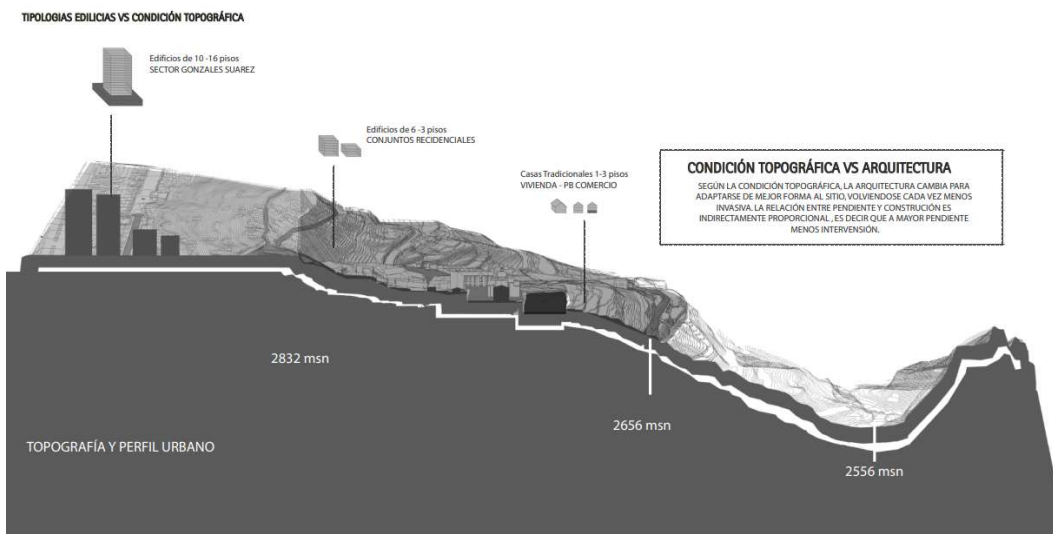 TIPOLOGIAS EDILICIAS VS CONDICIÓN TOPOGRÁFICA
Edificios de 10 -16 pisos
SECTOR GONZALES SUAREZ
Edificios de 6 -3 pisos
CONJUNTOS RECIDENCIALES
Casas Tradicionales 1-3 pisos
VIVIENDA - PB COMERCIO
CONDICIÓN TOPOGRÁFICA VS ARQUITECTURA
SEGÚN LA CONDICIÓN TOPOGRÁFICA, LA ARQUITECTURA CAMBIA PARA
ADAPTARSE DE MEJOR FORMA AL SITIO, VOLVIENDOSE CADA VEZ MENOS
INVASIVA. LA RELACIÓN ENTRE PENDIENTE Y CONSTRUCIÓN ES
INDIRECTAMENTE PROPORCIONAL , ES DECIR QUE A MAYOR PENDIENTE
MENOS INTERVENSIÓN.
2832 msn
2656 msn
2556 msn
TOPOGRAFÍA Y PERFIL URBANO